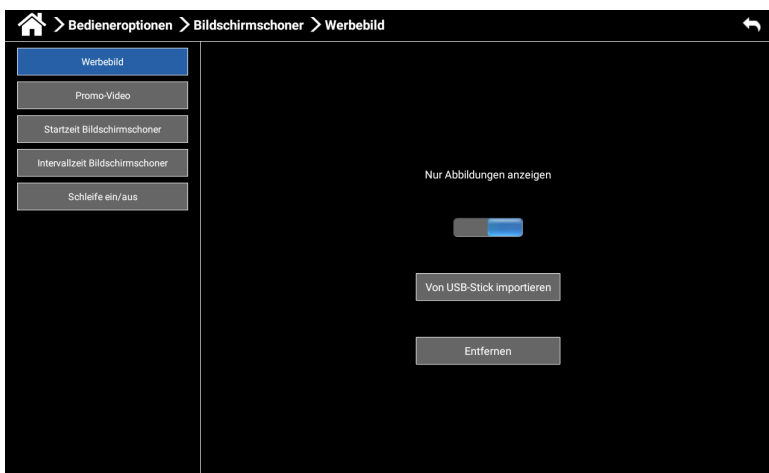 Bedieneroptionen > Bildschirmschoner > Werbebild
Werbebild
Promo-Video
Startzeit Bildschirmschoner
Intervallzeit Bildschirmschoner
Schleife ein/aus
Nur Abbildungen anzeigen
Von USB-Stick importieren
Entfernen